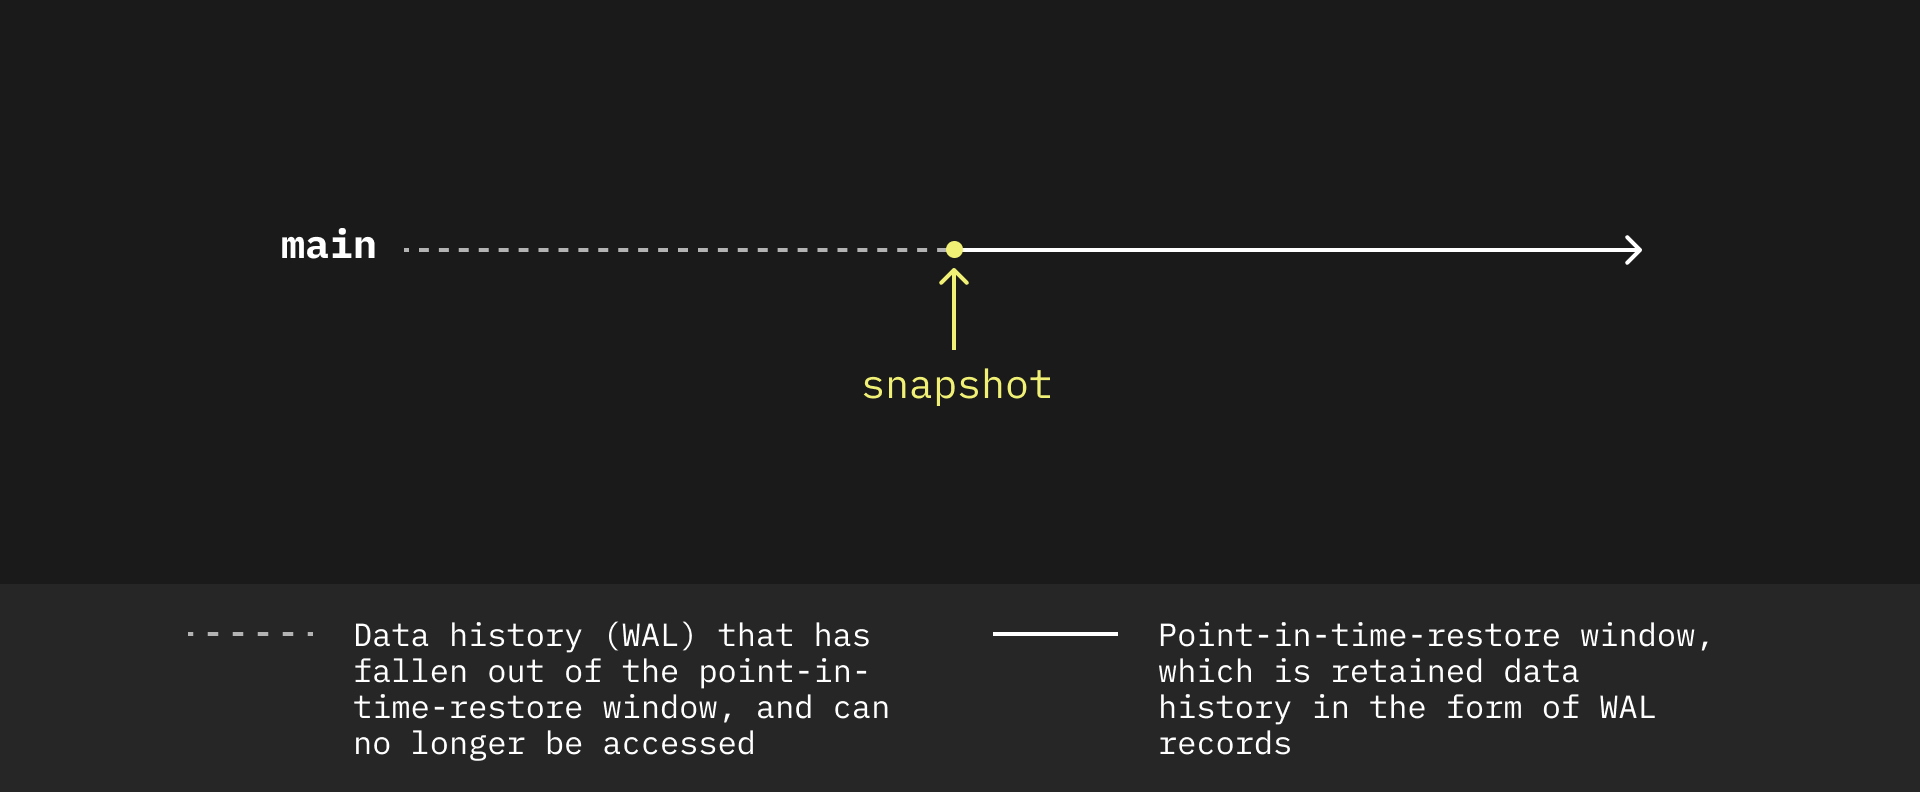 main
snapshot
Data history (WAL) that has
fallen out of the point-in-
time-restore window, and can
no longer be accessed
Point-in-time-restore window,
which is retained data
history in the form of WAL
records